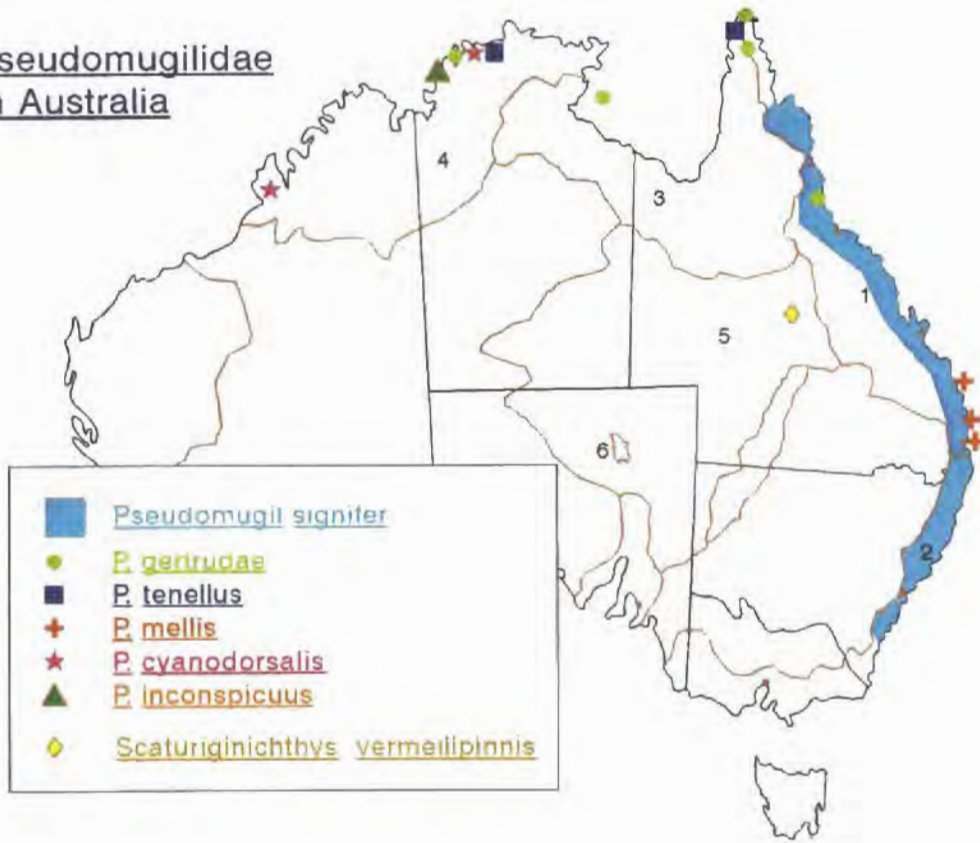 seudomugilidae
n Australia
4
3
1
5
6
2
Pseudomugil signifer
P. gertrudae
P. tenellus
P. mellis
P. cyanodorsalis
P. inconspicuus
Scaturiginichthys vermeilipinnis